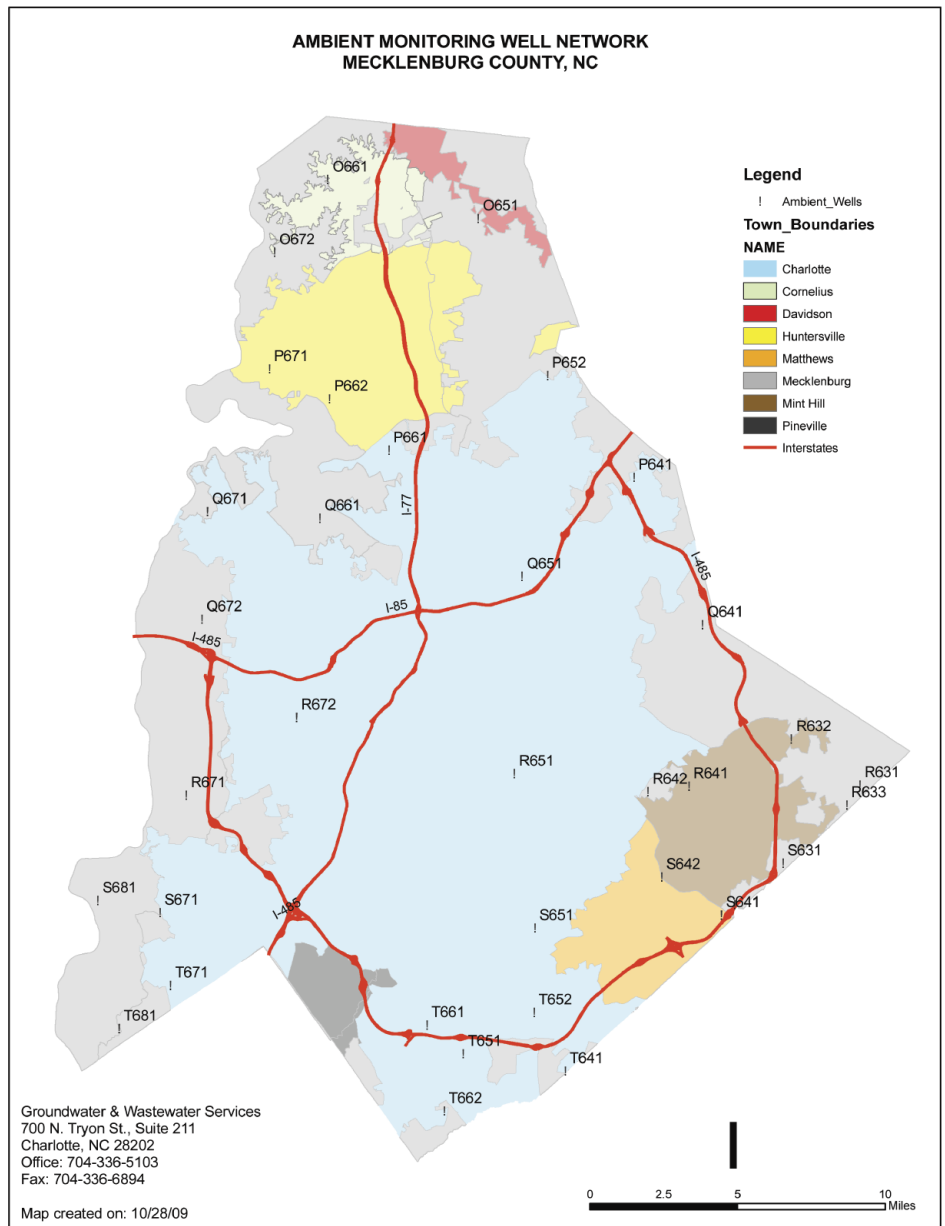 AMBIENT MONITORING WELL NETWORK
MECKLENBURG COUNTY, NC
Legend
! Ambient_Wells
Town_Boundaries
NAME
Charlotte
Cornelius
Davidson
Huntersville
Matthews
Mecklenburg
Mint Hill
Pineville
Interstates
O661
O651
O672
P671
P652
P662
P661
P641
Q671
Q661
I-77
Q651
I-485
Q672
I-85
Q641
I-485
R672
R632
R651
R642
R641
R631
R671
R633
S642
S631
S681
S671
I-485
S651
S641
T671
T652
T681
T661
T651
T641
T662
Groundwater & Wastewater Services
700 N. Tryon St., Suite 211
Charlotte, NC 28202
Office: 704-336-5103
Fax: 704-336-6894
Map created on: 10/28/09
0 2.5 5 10
Miles